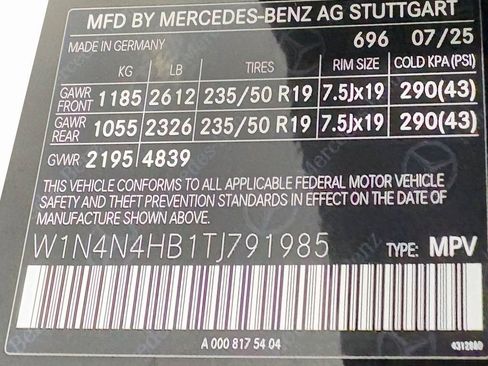 MFD BY MERCEDES-BENZ AG STUTTGART
MADE IN GERMANY 696 07/25
KG LB TIRES RIM SIZE COLD KPA (PSI)
GAWR FRONT 1185 2612 235/50 R19 7.5Jx19 290(43)
GAWR REAR 1055 2326 235/50 R19 7.5Jx19 290(43)
GVWR 2195 4839
THIS VEHICLE CONFORMS TO ALL APPLICABLE FEDERAL MOTOR VEHICLE
SAFETY AND THEFT PREVENTION STANDARDS IN EFFECT ON THE DATE OF
MANUFACTURE SHOWN ABOVE.
W1N4N4HB1TJ791985 TYPE: MPV
A 000 817 54 04